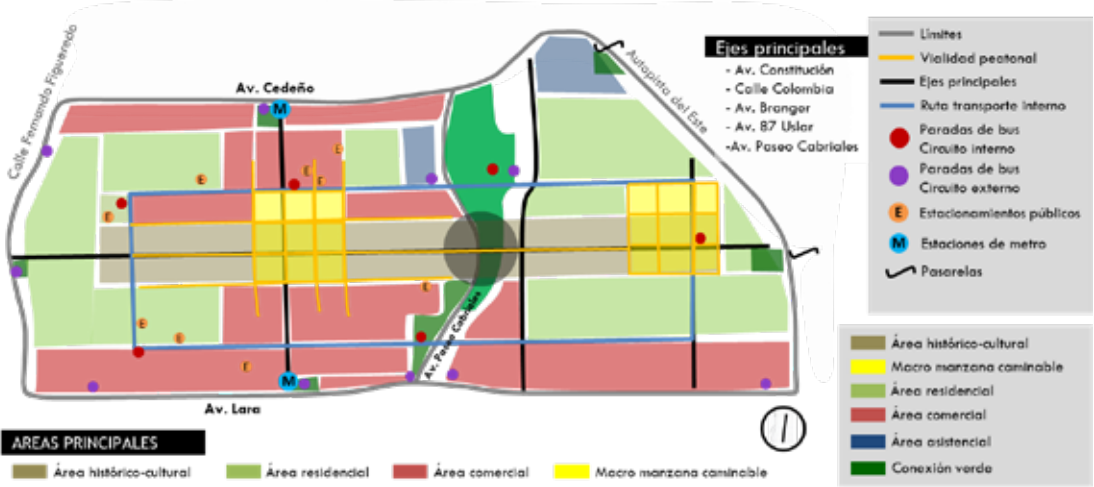 Calle Fernando Figueredo
Av. Cedeño
M
Autopista del Este
E
E
E
E
E
E
E
E
E
Av. Paseo Cabriales
M
Av. Lara
Ejes principales
- Av. Constitución
- Calle Colombia
- Av. Branger
- Av. 87 Uslar
-Av. Paseo Cabriales
Límites
Vialidad peatonal
Ejes principales
Ruta transporte interno
Paradas de bus
Circuito interno
Paradas de bus
Circuito externo
E Estacionamientos públicos
M Estaciones de metro
Pasarelas
Área histórico-cultural
Macro manzana caminable
Área residencial
Área comercial
Área asistencial
Conexión verde
AREAS PRINCIPALES
Área histórico-cultural
Área residencial
Área comercial
Macro manzana caminable